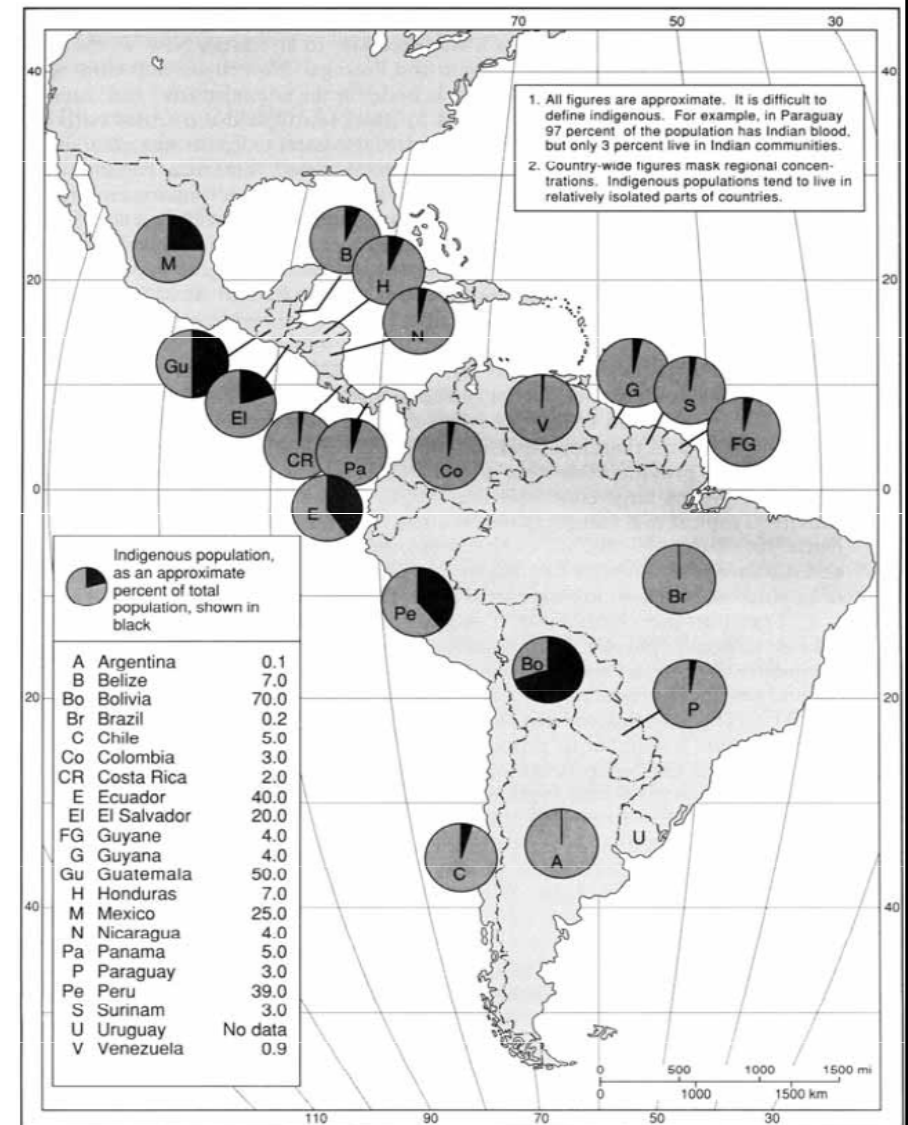 70 50 30
40 40
1. All figures are approximate. It is difficult to
define indigenous. For example, in Paraguay
97 percent of the population has Indian blood,
but only 3 percent live in Indian communities.
2. Country-wide figures mask regional concen-
trations. Indigenous populations tend to live in
relatively isolated parts of countries.
M
B
H
N
20 20
Gu
El
CR
Pa
Co
V
G
S
FG
0 0
E
Pe
Br
Bo
P
20 20
C
A
U
40 40
Indigenous population,
as an approximate
percent of total
population, shown in
black
A Argentina 0.1
B Belize 7.0
Bo Bolivia 70.0
Br Brazil 0.2
C Chile 5.0
Co Colombia 3.0
CR Costa Rica 2.0
E Ecuador 40.0
El El Salvador 20.0
FG Guyane 4.0
G Guyana 4.0
Gu Guatemala 50.0
H Honduras 7.0
M Mexico 25.0
N Nicaragua 4.0
Pa Panama 5.0
P Paraguay 3.0
Pe Peru 39.0
S Surinam 3.0
U Uruguay No data
V Venezuela 0.9
0 500 1000 1500 mi
0 1000 1500 km
110 90 70 50 30